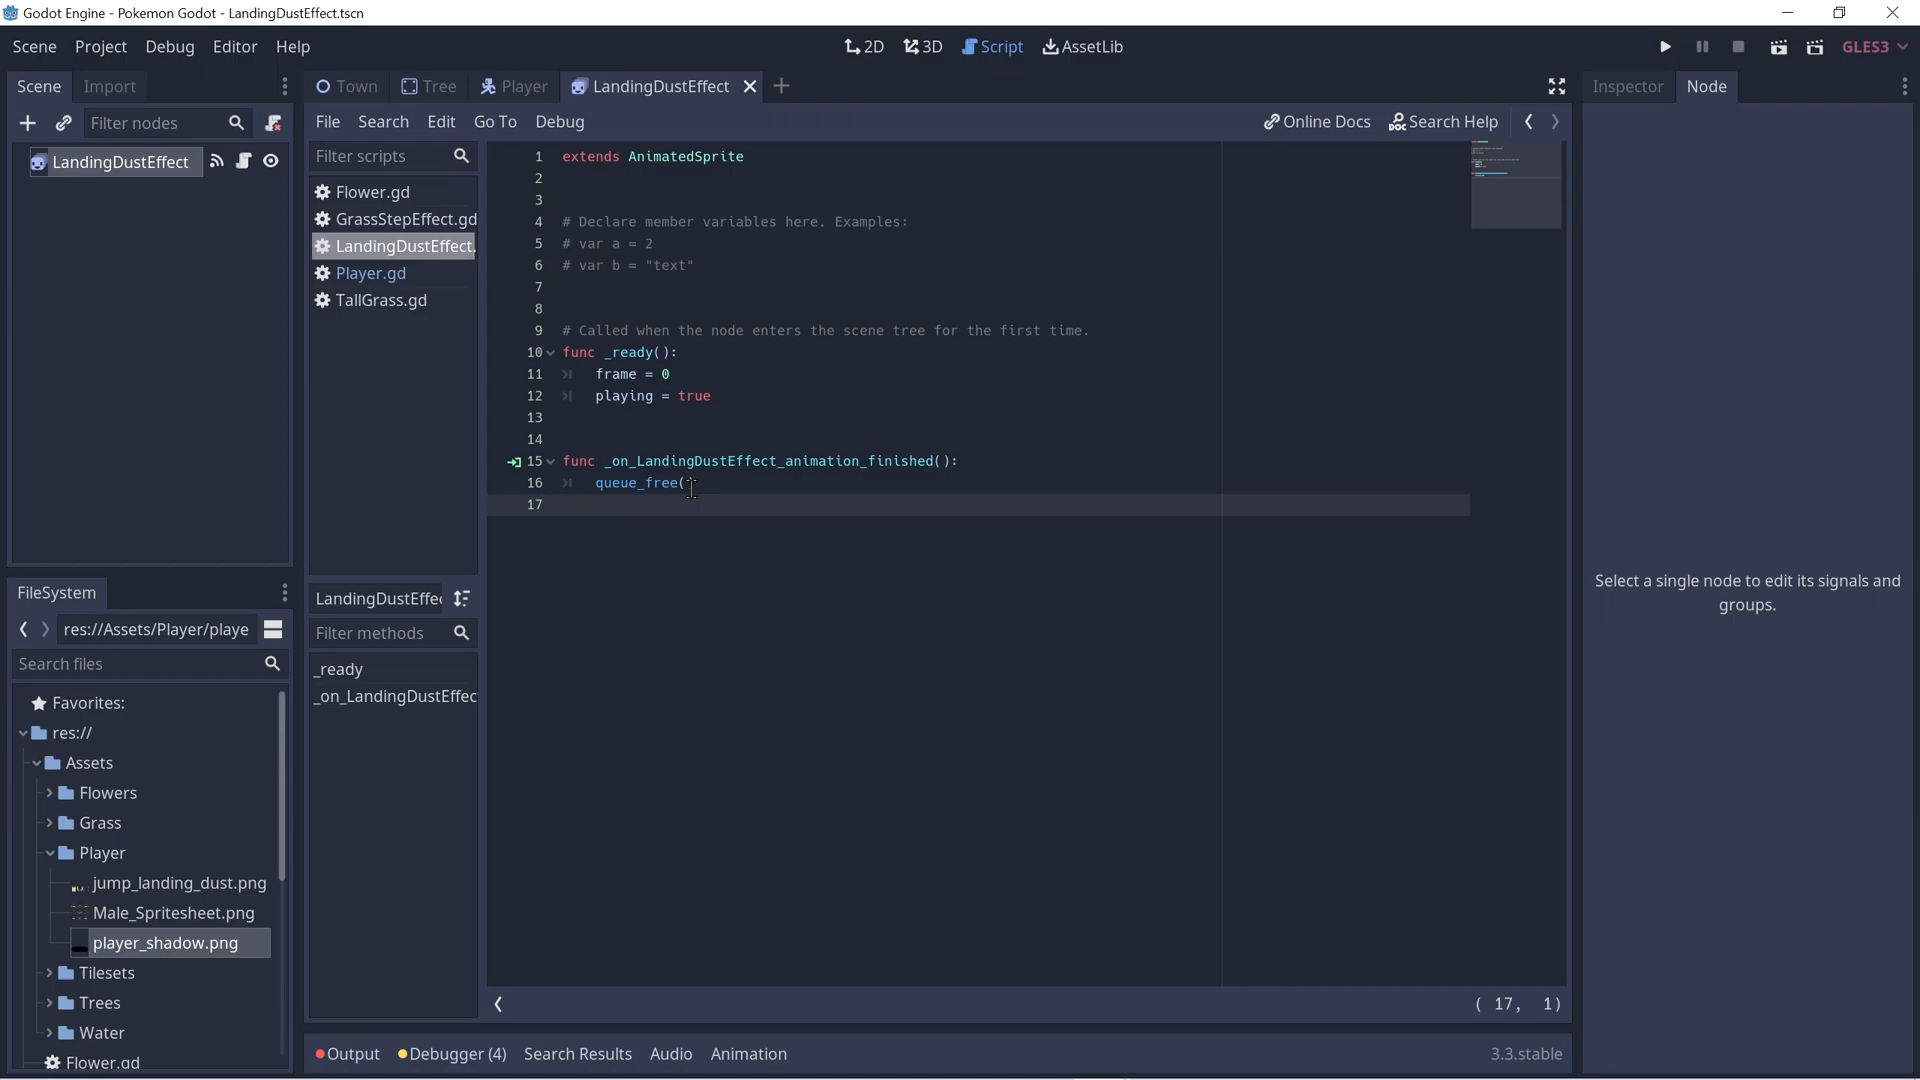 Godot Engine - Pokemon Godot - LandingDustEffect.tscn
Scene Project Debug Editor Help
2D 3D Script AssetLib
GLES3
Scene Import
Town Tree Player LandingDustEffect
Inspector Node
Filter nodes
File Search Edit Go To Debug
Online Docs Search Help
LandingDustEffect
Filter scripts
Flower.gd
GrassStepEffect.gd
LandingDustEffect.
Player.gd
TallGrass.gd
1 extends AnimatedSprite
2
3
4 # Declare member variables here. Examples:
5 # var a = 2
6 # var b = "text"
7
8
9 # Called when the node enters the scene tree for the first time.
10 func _ready():
11 frame = 0
12 playing = true
13
14
15 func _on_LandingDustEffect_animation_finished():
16 queue_free()
17
Select a single node to edit its signals and
groups.
LandingDustEffec
Filter methods
_ready
_on_LandingDustEffec
FileSystem
res://Assets/Player/playe
Search files
Favorites:
res://
Assets
Flowers
Grass
Player
jump_landing_dust.png
Male_Spritesheet.png
player_shadow.png
Tilesets
Trees
Water
Flower.gd
( 17, 1)
Output Debugger (4) Search Results Audio Animation
3.3.stable